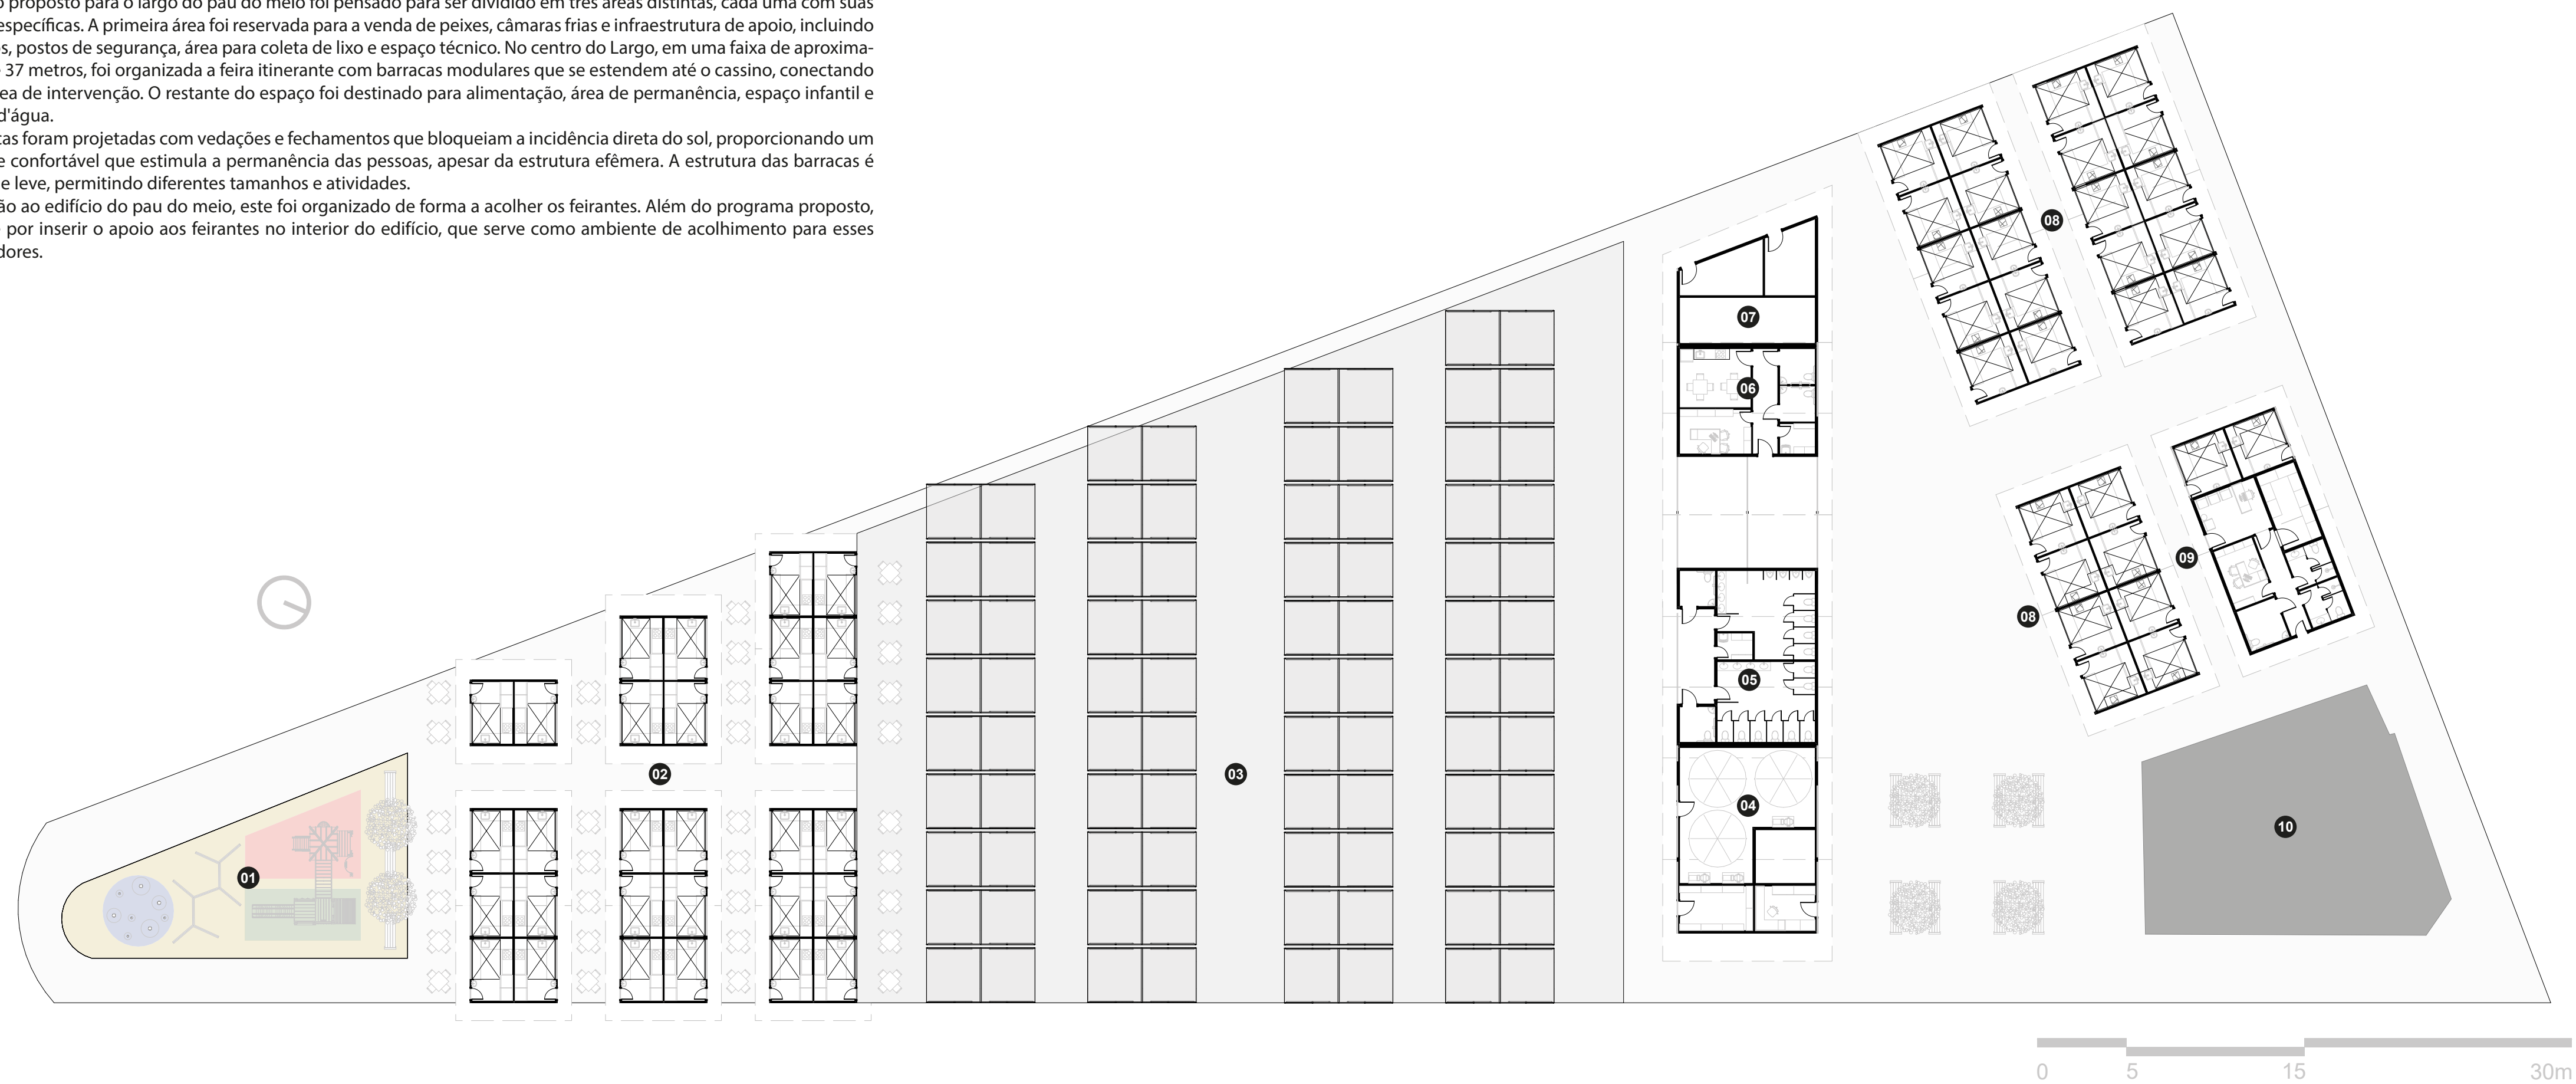 proposto para o largo do pau do meio foi pensado para ser dividido em três áreas distintas, cada uma com suas
específicas. A primeira área foi reservada para a venda de peixes, câmaras frias e infraestrutura de apoio, incluindo
postos de segurança, área para coleta de lixo e espaço técnico. No centro do Largo, em uma faixa de aproxima-
37 metros, foi organizada a feira itinerante com barracas modulares que se estendem até o cassino, conectando
de intervenção. O restante do espaço foi destinado para alimentação, área de permanência, espaço infantil e
d'água.
foram projetadas com vedações e fechamentos que bloqueiam a incidência direta do sol, proporcionando um
confortável que estimula a permanência das pessoas, apesar da estrutura efêmera. A estrutura das barracas é
e leve, permitindo diferentes tamanhos e atividades.
ao edifício do pau do meio, este foi organizado de forma a acolher os feirantes. Além do programa proposto,
por inserir o apoio aos feirantes no interior do edifício, que serve como ambiente de acolhimento para esses
dores.
08
07
06
09
08
05
02
03
04
10
01
0 5 15 30m